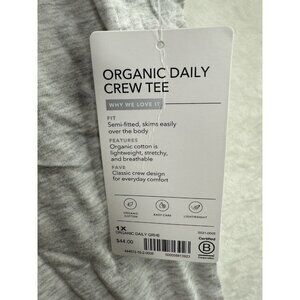 ORGANIC DAILY
CREW TEE
WHY WE LOVE IT
FIT
Semi-fitted, skims easily
over the body
FEATURES
Organic cotton is
lightweight, stretchy,
and breathable
FAVE
Classic crew design
for everyday comfort
ORGANIC
COTTON
EASY-CARE
LIGHTWEIGHT
1X
ORGANIC DAILY GRHE
$44.00
Certified
B
Corporation